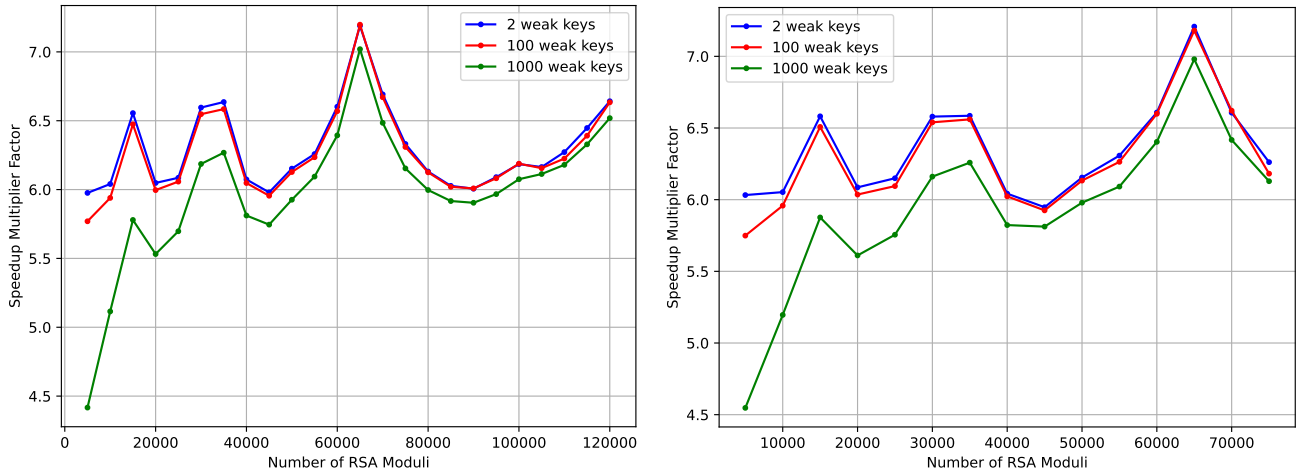 2 weak keys
100 weak keys
1000 weak keys
7.0
6.5
6.0
5.5
5.0
4.5
Speedup Multiplier Factor
0 20000 40000 60000 80000 100000 120000
Number of RSA Moduli
2 weak keys
100 weak keys
1000 weak keys
7.0
6.5
6.0
5.5
5.0
4.5
Speedup Multiplier Factor
10000 20000 30000 40000 50000 60000 70000
Number of RSA Moduli